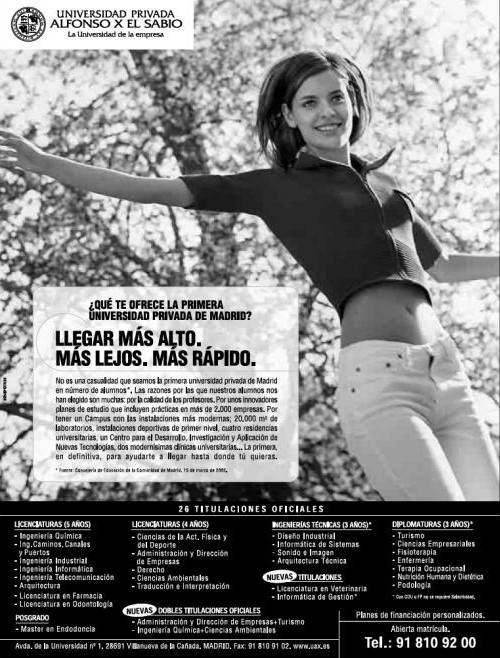 UNIVERSIDAD PRIVADA
ALFONSO X EL SABIO
La Universidad de la empresa
¿QUÉ TE OFRECE LA PRIMERA
UNIVERSIDAD PRIVADA DE MADRID?
LLEGAR MÁS ALTO.
MÁS LEJOS. MÁS RÁPIDO.
No es una casualidad que seamos la primera universidad privada de Madrid
en número de alumnos*. Las razones por las que nuestros alumnos nos
han elegido son muchas: por la calidad de los profesores. Por unos innovadores
planes de estudio que incluyen prácticas en más de 2.000 empresas. Por
tener un Campus con las instalaciones más modernas; 20.000 m² de
laboratorios, instalaciones deportivas de primer nivel, cuatro residencias
universitarias, un Centro para el Desarrollo, Investigación y Aplicación de
Nuevas Tecnologías, dos modernísimas clínicas universitarias... La primera,
en definitiva, para ayudarte a llegar hasta donde tú quieras.
* Fuente: Consejería de Educación de la Comunidad de Madrid. 15 de marzo de
26 TITULACIONES OFICIALES
LICENCIATURAS (5 AÑOS)
- Ingeniería Química
- Ing. Caminos, Canales
y Puertos
- Ingeniería Industrial
- Ingeniería Informática
- Ingeniería Telecomunicación
- Arquitectura
- Licenciatura en Farmacia
- Licenciatura en Odontología
POSGRADO
- Master en Endodoncia
LICENCIATURAS (4 AÑOS)
- Ciencias de la Act. Física y
del Deporte
- Administración y Dirección
de Empresas
- Derecho
- Ciencias Ambientales
- Traducción e Interpretación
NUEVAS DOBLES TITULACIONES OFICIALES
- Administración y Dirección de Empresas+Turismo
- Ingeniería Química+Ciencias Ambientales
INGENIERÍAS TÉCNICAS (3 AÑOS)*
- Diseño Industrial
- Informática de Sistemas
- Sonido e Imagen
- Arquitectura Técnica
NUEVAS TITULACIONES
- Licenciatura en Veterinaria
- Informática de Gestión*
DIPLOMATURAS (3 AÑOS)*
- Turismo
- Ciencias Empresariales
- Fisioterapia
- Enfermería
- Terapia Ocupacional
- Nutrición Humana y Dietética
- Podología
* Con COU o FP no se requiere Selectividad.
Planes de financiación personalizados.
Abierta matrícula.
Tel.: 91 810 92 00
Avda. de la Universidad nº 1, 28691 Villanueva de la Cañada, MADRID, Fax: 91 810 91 02, www.uax.es